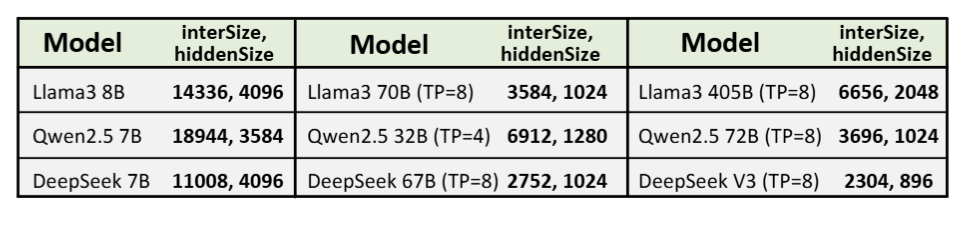 Model interSize, hiddenSize Model interSize, hiddenSize Model interSize, hiddenSize
Llama3 8B 14336, 4096 Llama3 70B (TP=8) 3584, 1024 Llama3 405B (TP=8) 6656, 2048
Qwen2.5 7B 18944, 3584 Qwen2.5 32B (TP=4) 6912, 1280 Qwen2.5 72B (TP=8) 3696, 1024
DeepSeek 7B 11008, 4096 DeepSeek 67B (TP=8) 2752, 1024 DeepSeek V3 (TP=8) 2304, 896